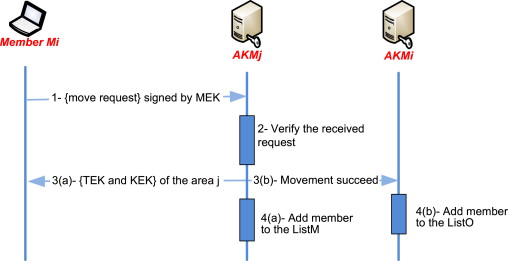 Member Mi
AKMj
AKMi
1- {move request} signed by MEK
2- Verify the received
request
3(a)- {TEK and KEK} of the area j
3(b)- Movement succeed
4(a)- Add member
to the ListM
4(b)- Add member
to the ListO